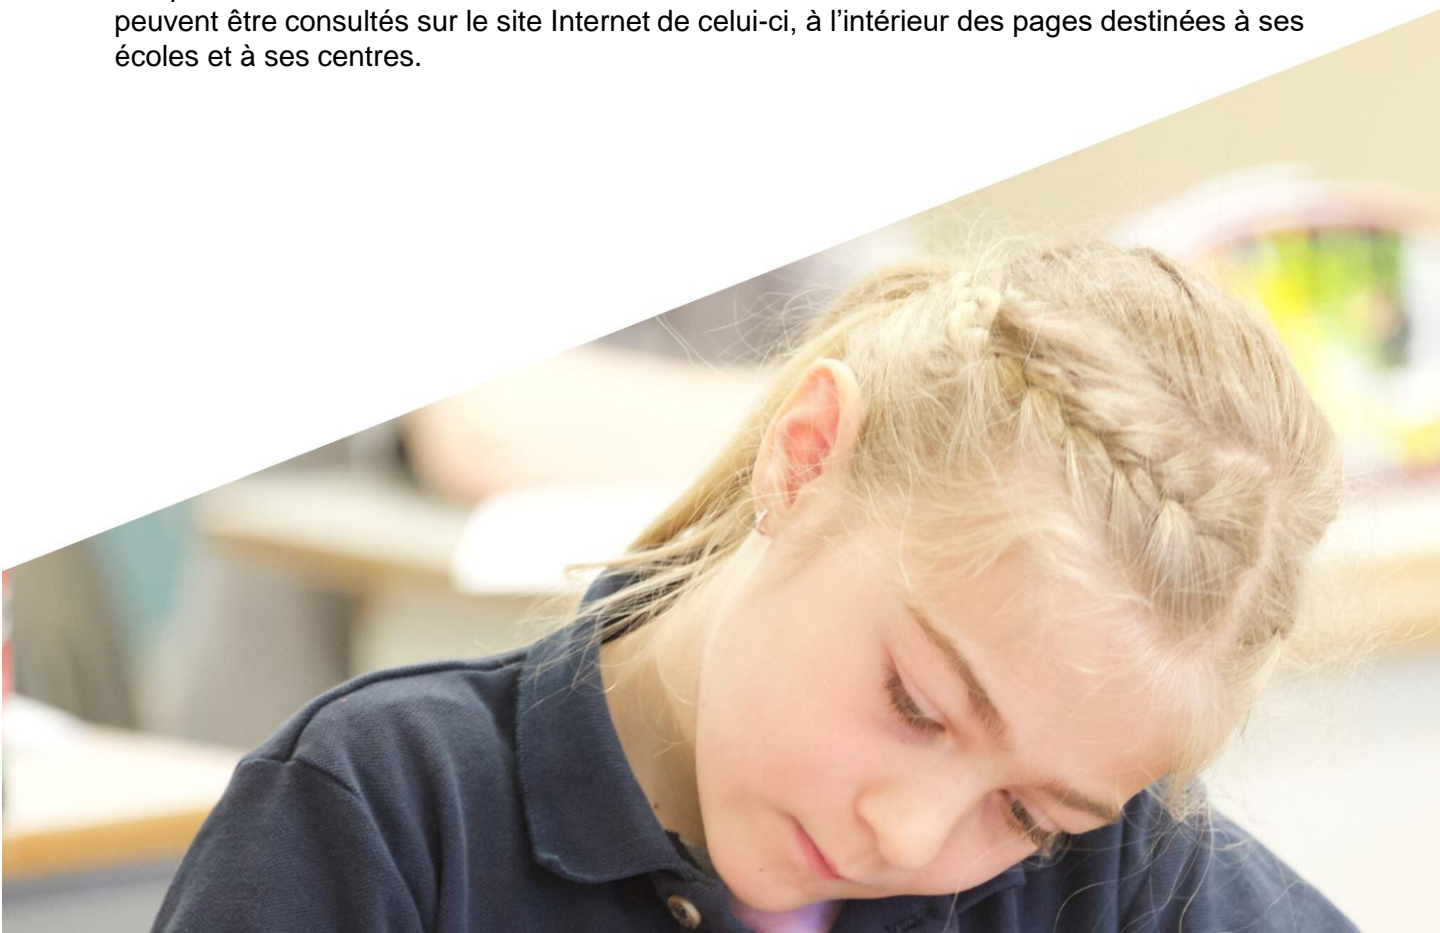 peuvent être consultés sur le site Internet de celui-ci, à l’intérieur des pages destinées à ses
écoles et à ses centres.